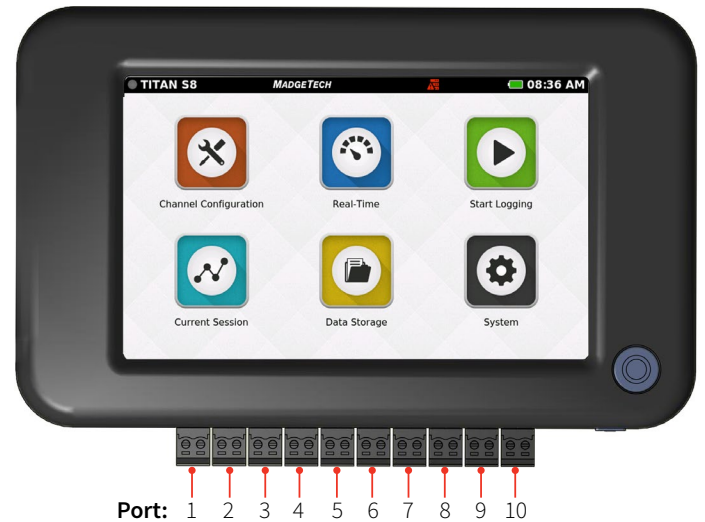 TITAN S8 MADGETECH 08:36 AM
Channel Configuration Real-Time Start Logging
Current Session Data Storage System
Port: 1 2 3 4 5 6 7 8 9 10